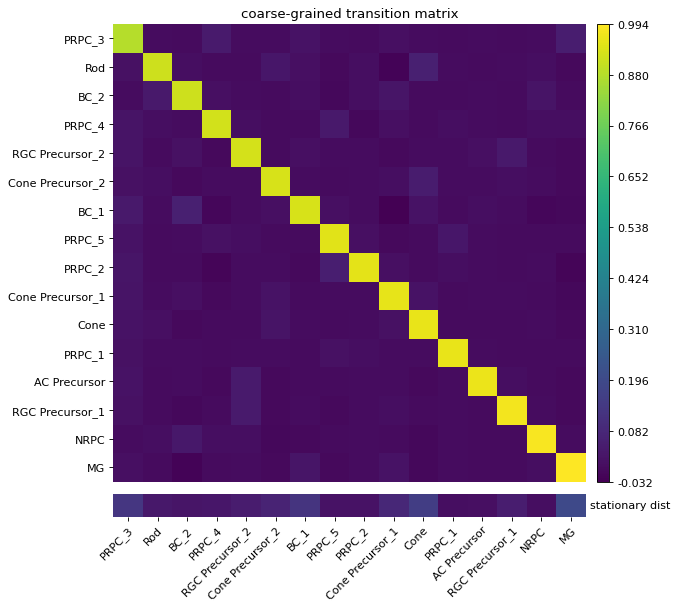 coarse-grained transition matrix
PRPC_3
Rod
BC_2
PRPC_4
RGC Precursor_2
Cone Precursor_2
BC_1
PRPC_5
PRPC_2
Cone Precursor_1
Cone
PRPC_1
AC Precursor
RGC Precursor_1
NRPC
MG
0.994
0.880
0.766
0.652
0.538
0.424
0.310
0.196
0.082
-0.032
stationary dist
PRPC_3
Rod
BC_2
PRPC_4
RGC Precursor_2
Cone Precursor_2
BC_1
PRPC_5
PRPC_2
Cone Precursor_1
Cone
PRPC_1
AC Precursor
RGC Precursor_1
NRPC
MG